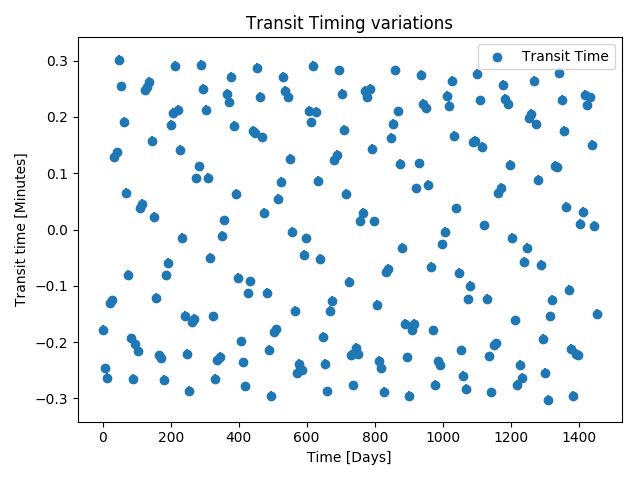 Transit Timing variations
Transit Time
Transit time [Minutes]
0.3
0.2
0.1
0.0
−0.1
−0.2
−0.3
0 200 400 600 800 1000 1200 1400
Time [Days]